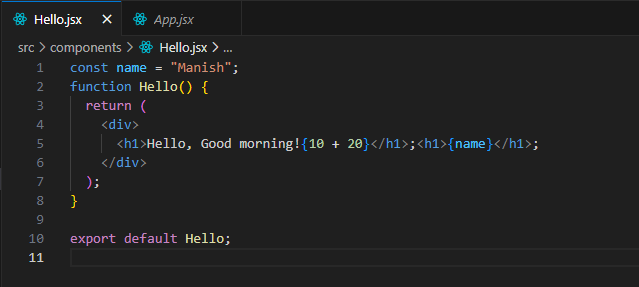 Hello.jsx App.jsx
src > components > Hello.jsx > ...
1 const name = "Manish";
2 function Hello() {
3   return (
4     <div>
5       <h1>Hello, Good morning!{10 + 20}</h1>;<h1>{name}</h1>;
6     </div>
7   );
8 }
9
10 export default Hello;
11